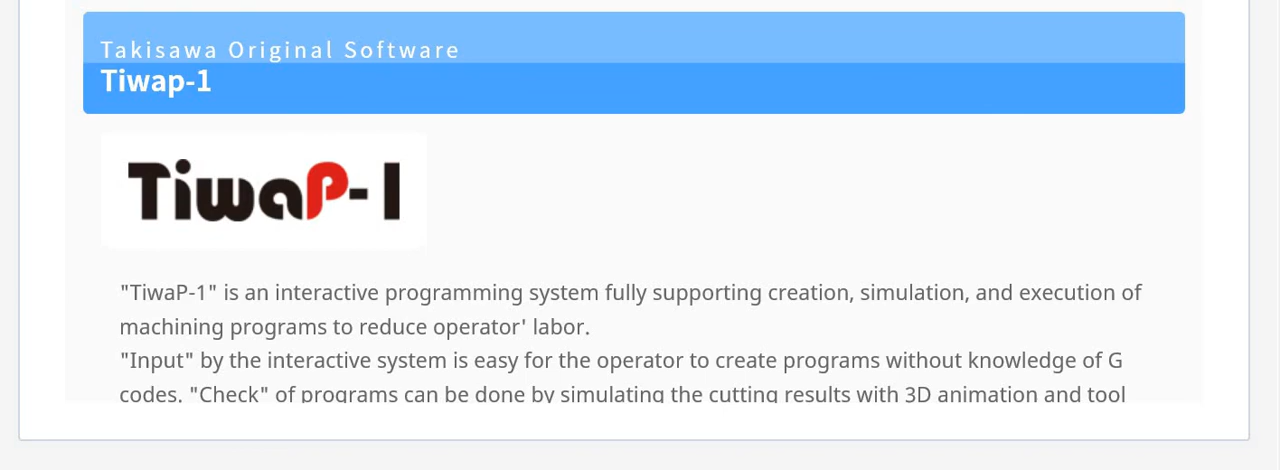 Takisawa Original Software
Tiwap-1
TiwaP-1
"TiwaP-1" is an interactive programming system fully supporting creation, simulation, and execution of
machining programs to reduce operator' labor.
"Input" by the interactive system is easy for the operator to create programs without knowledge of G
codes. "Check" of programs can be done by simulating the cutting results with 3D animation and tool